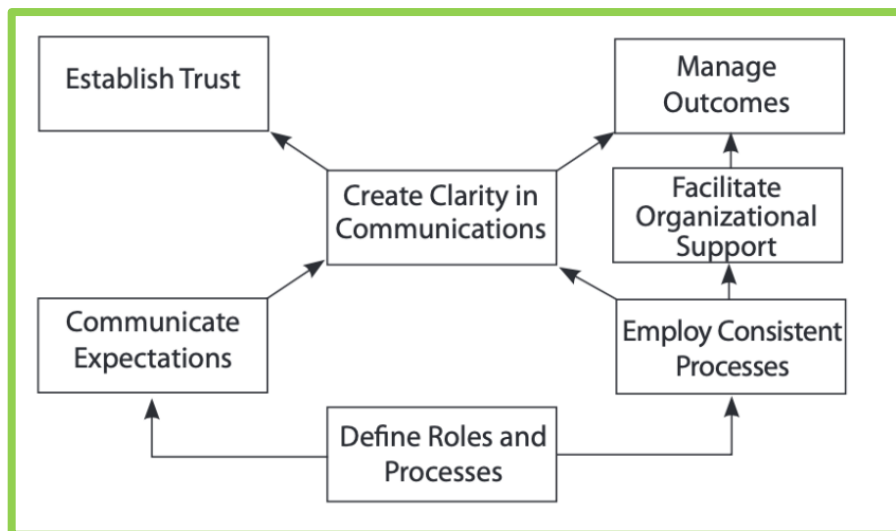 Establish Trust
Manage
Outcomes
Create Clarity in
Communications
Facilitate
Organizational
Support
Communicate
Expectations
Employ Consistent
Processes
Define Roles and
Processes